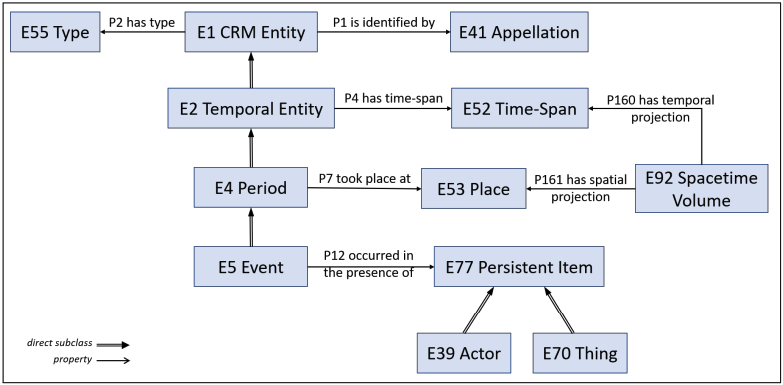 E55 Type
P2 has type
E1 CRM Entity
P1 is identified by
E41 Appellation
E2 Temporal Entity
P4 has time-span
E52 Time-Span
P160 has temporal
projection
E4 Period
P7 took place at
E53 Place
P161 has spatial
projection
E92 Spacetime
Volume
E5 Event
P12 occurred in
the presence of
E77 Persistent Item
E39 Actor
E70 Thing
direct subclass
property